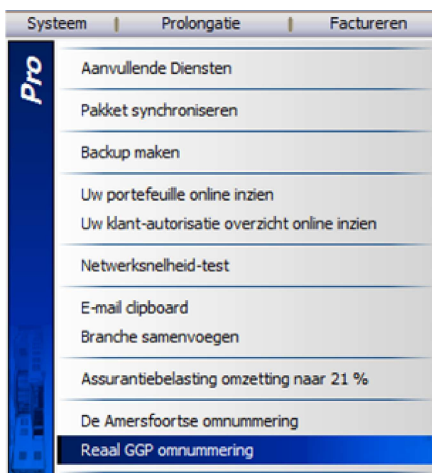 Systeem | Prolongatie | Factureren
Pro
Aanvullende Diensten
Pakket synchroniseren
Backup maken
Uw portefeuille online inzien
Uw klant-autorisatie overzicht online inzien
Netwerksnelheid-test
E-mail clipboard
Branche samenvoegen
Assurantiebelasting omzetting naar 21 %
De Amersfoortse omnummering
Reaal GGP omnummering